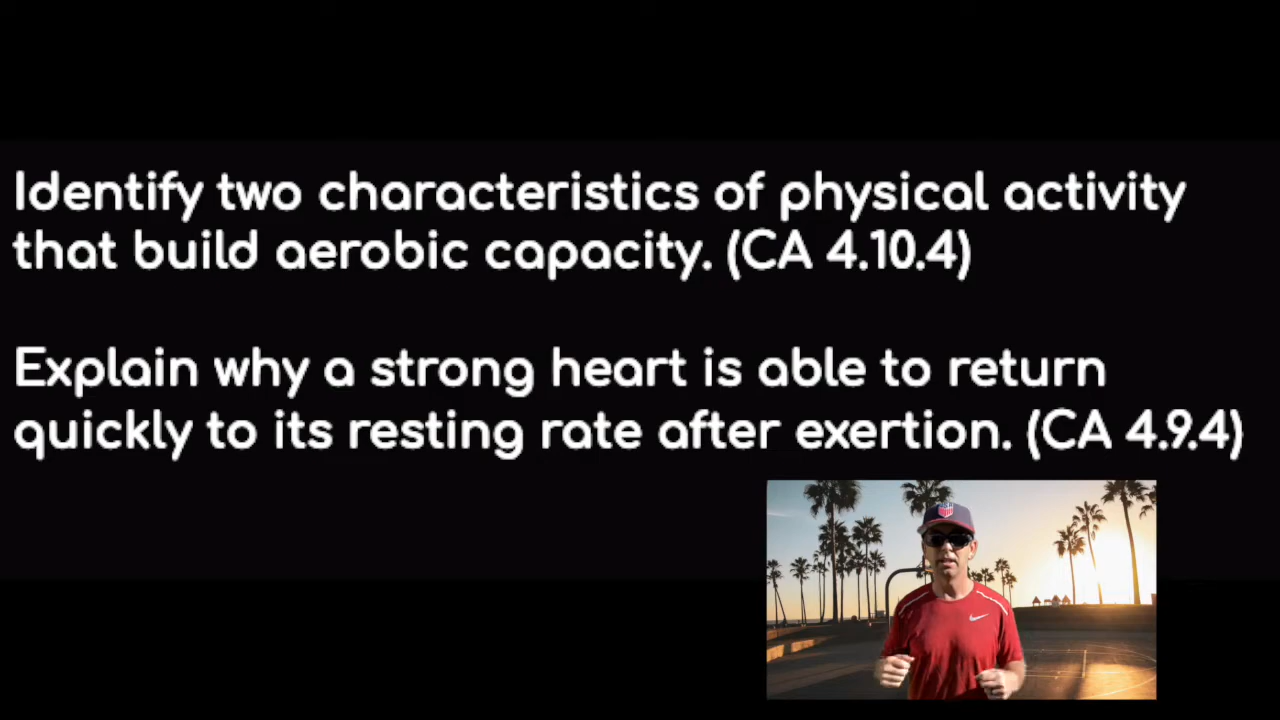 Identify two characteristics of physical activity
that build aerobic capacity. (CA 4.10.4)
Explain why a strong heart is able to return
quickly to its resting rate after exertion. (CA 4.9.4)